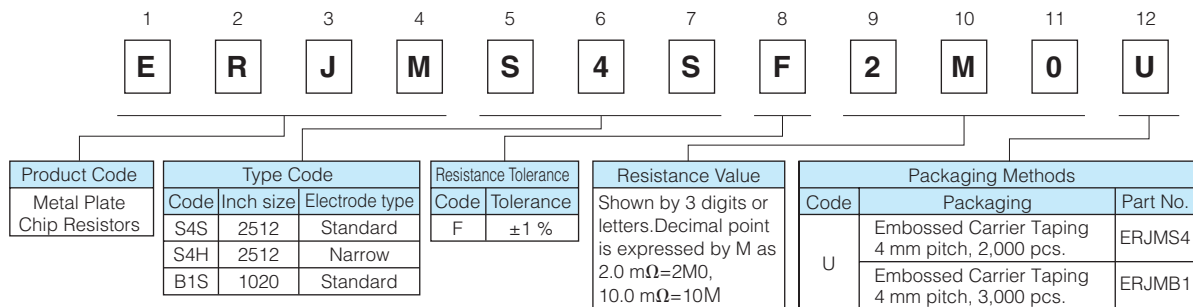 1 2 3 4 5 6 7 8 9 10 11 12
E R J M S 4 S F 2 M 0 U
Product Code
Metal Plate
Chip Resistors
Type Code
Code Inch size Electrode type
S4S 2512 Standard
S4H 2512 Narrow
B1S 1020 Standard
Resistance Tolerance
Code Tolerance
F ±1 %
Resistance Value
Shown by 3 digits or
letters.Decimal point
is expressed by M as
2.0 mΩ=2M0,
10.0 mΩ=10M
Packaging Methods
Code Packaging Part No.
U
Embossed Carrier Taping
4 mm pitch, 2,000 pcs.
ERJMS4
Embossed Carrier Taping
4 mm pitch, 3,000 pcs.
ERJMB1